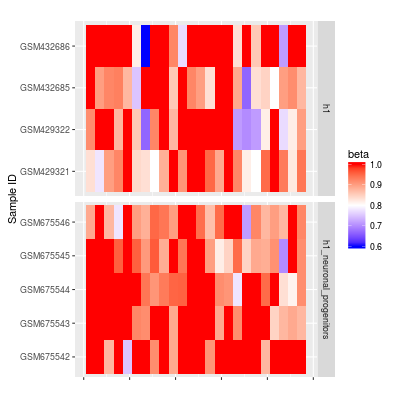 Sample ID
GSM432686
GSM432685
GSM429322
GSM429321
h1
GSM675546
GSM675545
GSM675544
GSM675543
GSM675542
h1_neuronal_progenitors
beta
1.0
0.9
0.8
0.7
0.6